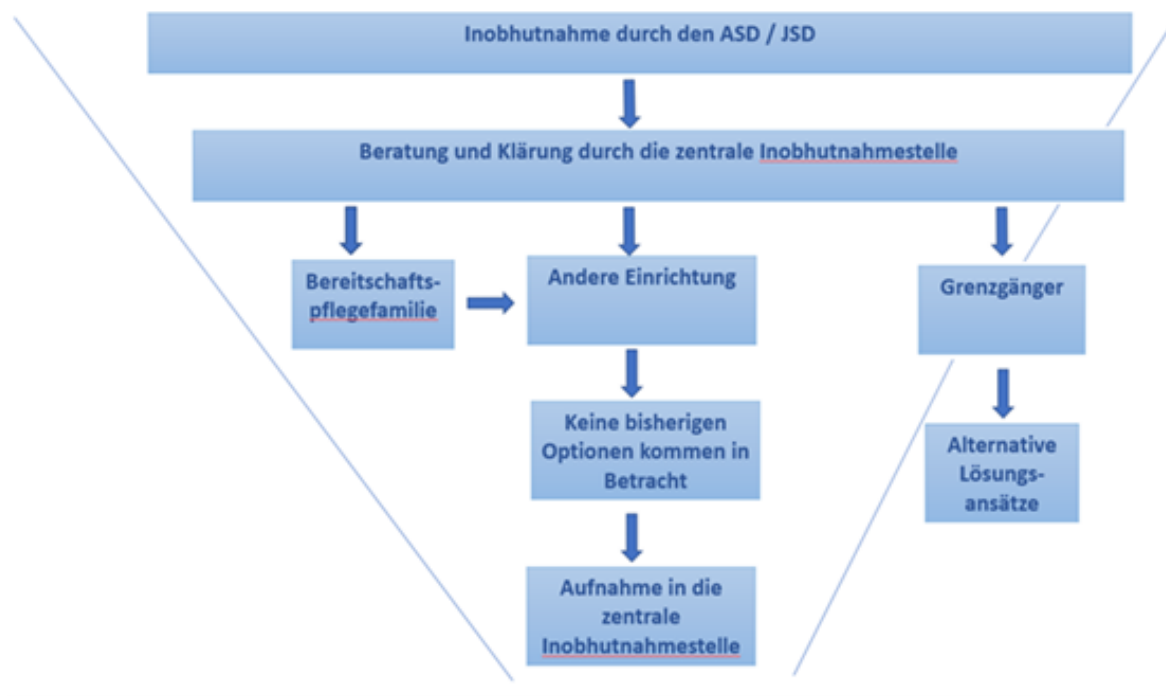 Inobhutnahme durch den ASD / JSD
Beratung und Klärung durch die zentrale Inobhutnahmestelle
Bereitschafts-
pflegefamilie
Andere Einrichtung
Grenzgänger
Keine bisherigen
Optionen kommen in
Betracht
Alternative
Lösungs-
ansätze
Aufnahme in die
zentrale
Inobhutnahmestelle